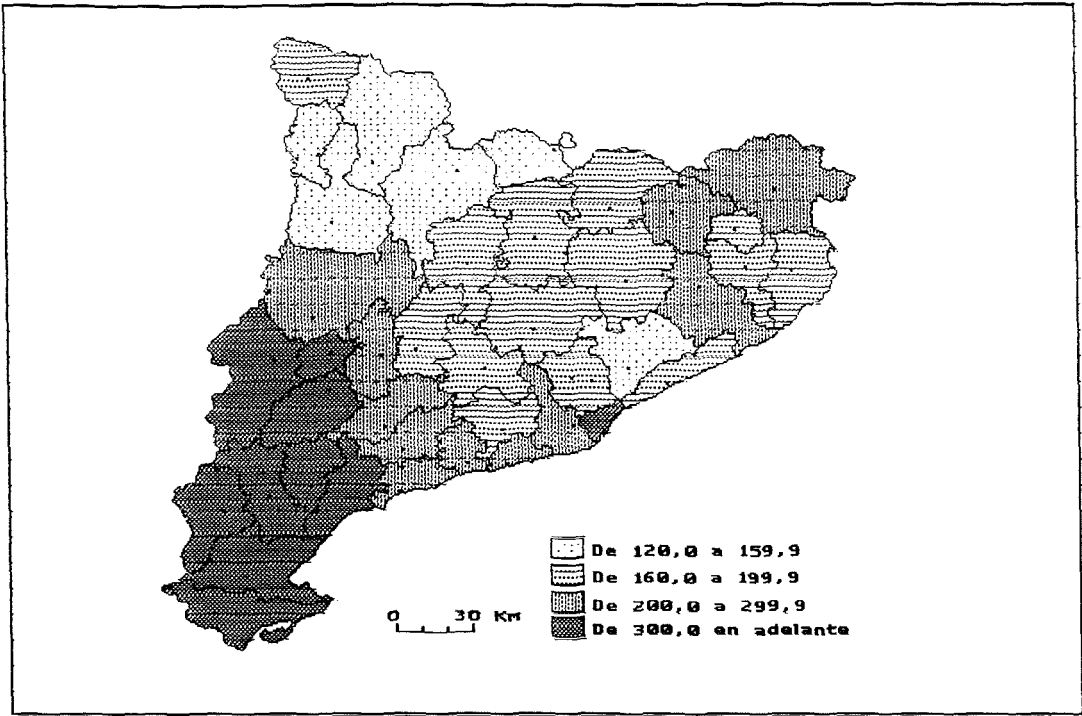 De 120,0 a 159,9
De 160,0 a 199,9
De 200,0 a 299,9
De 300,0 en adelante
0 30 Km